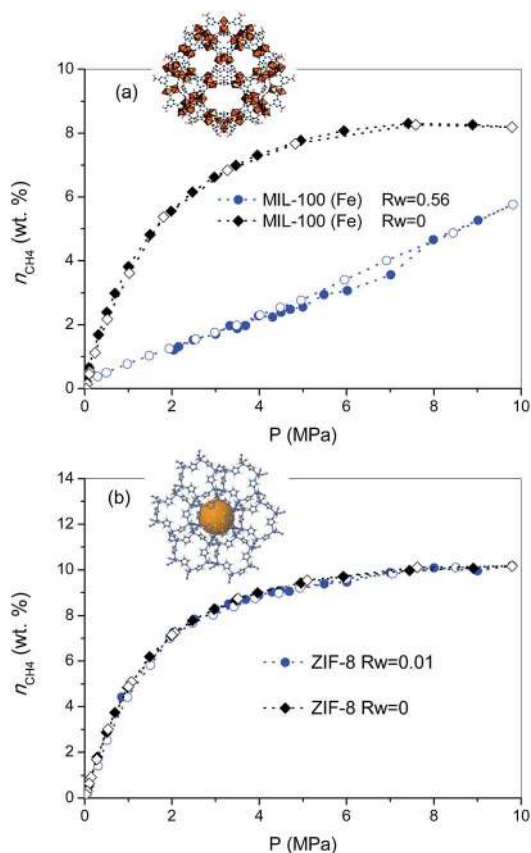 (a)
10
8
6
4
2
0
n_CH4 (wt. %)
MIL-100 (Fe) Rw=0.56
MIL-100 (Fe) Rw=0
0 2 4 6 8 10
P (MPa)
(b)
14
12
10
8
6
4
2
0
n_CH4 (wt. %)
ZIF-8 Rw=0.01
ZIF-8 Rw=0
0 2 4 6 8 10
P (MPa)